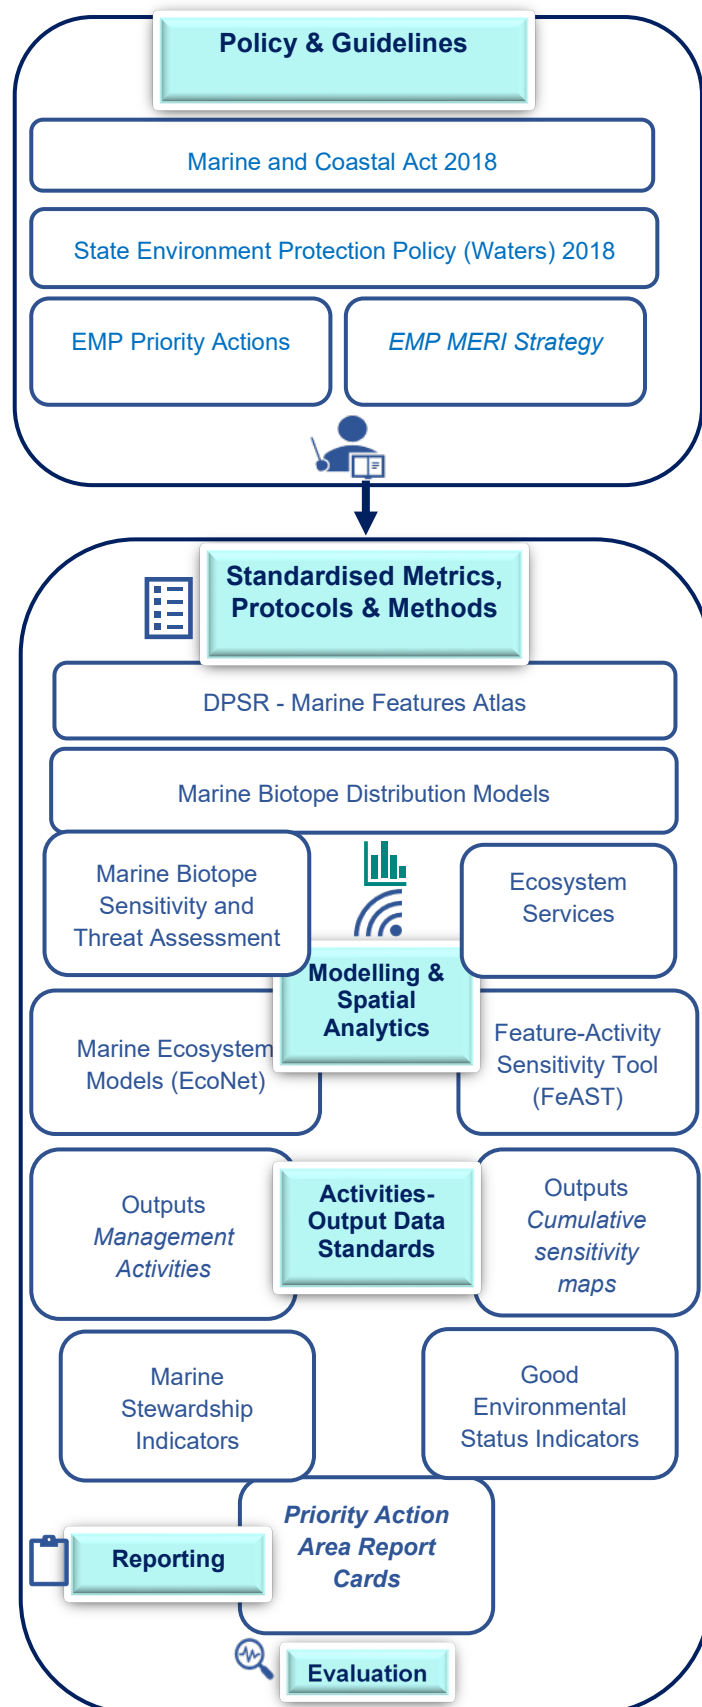 Policy & Guidelines
Marine and Coastal Act 2018
State Environment Protection Policy (Waters) 2018
EMP Priority Actions
EMP MERI Strategy
Standardised Metrics,
Protocols & Methods
DPSR - Marine Features Atlas
Marine Biotope Distribution Models
Marine Biotope
Sensitivity and
Threat Assessment
Ecosystem
Services
Modelling &
Spatial
Analytics
Marine Ecosystem
Models (EcoNet)
Feature-Activity
Sensitivity Tool
(FeAST)
Outputs
Management
Activities
Activities-
Output Data
Standards
Outputs
Cumulative
sensitivity
maps
Marine
Stewardship
Indicators
Good
Environmental
Status Indicators
Priority Action
Area Report
Cards
Reporting
Evaluation